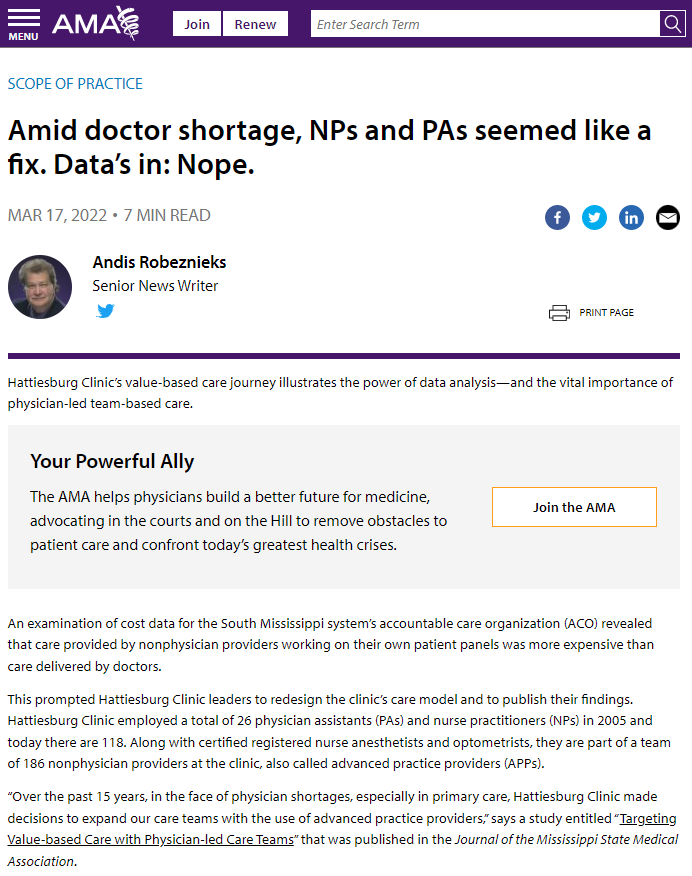 MENU
AMA
Join
Renew
Enter Search Term
SCOPE OF PRACTICE
Amid doctor shortage, NPs and PAs seemed like a
fix. Data’s in: Nope.
MAR 17, 2022 • 7 MIN READ
Andis Robeznieks
Senior News Writer
PRINT PAGE
Hattiesburg Clinic’s value-based care journey illustrates the power of data analysis—and the vital importance of
physician-led team-based care.
Your Powerful Ally
The AMA helps physicians build a better future for medicine,
advocating in the courts and on the Hill to remove obstacles to
patient care and confront today’s greatest health crises.
Join the AMA
An examination of cost data for the South Mississippi system’s accountable care organization (ACO) revealed
that care provided by nonphysician providers working on their own patient panels was more expensive than
care delivered by doctors.
This prompted Hattiesburg Clinic leaders to redesign the clinic’s care model and to publish their findings.
Hattiesburg Clinic employed a total of 26 physician assistants (PAs) and nurse practitioners (NPs) in 2005 and
today there are 118. Along with certified registered nurse anesthetists and optometrists, they are part of a team
of 186 nonphysician providers at the clinic, also called advanced practice providers (APPs).
“Over the past 15 years, in the face of physician shortages, especially in primary care, Hattiesburg Clinic made
decisions to expand our care teams with the use of advanced practice providers,” says a study entitled “Targeting
Value-based Care with Physician-led Care Teams” that was published in the Journal of the Mississippi State Medical
Association.